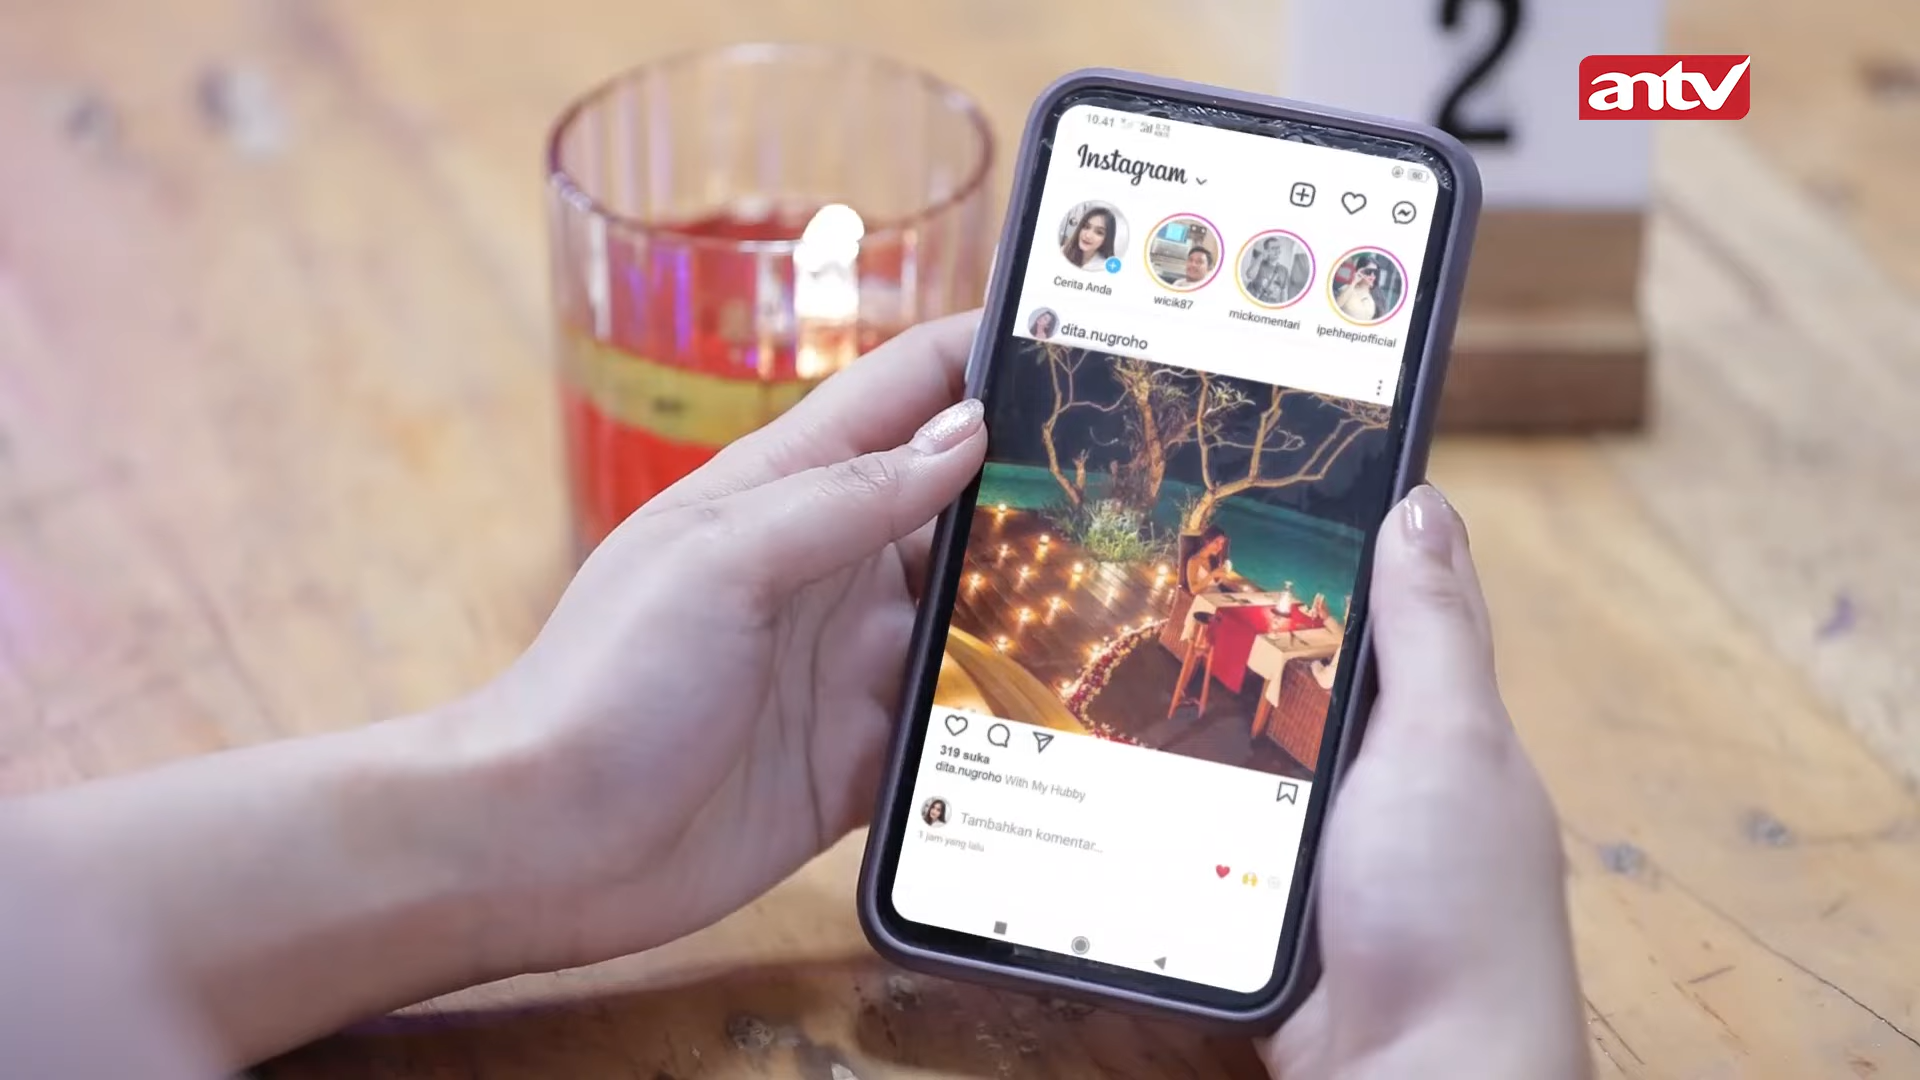 2
antv
10.41
Instagram
Cerita Anda
wicik87
mickomentari
ipehhepiofficial
dita.nugroho
319 suka
dita.nugroho With My Hubby
Tambahkan komentar...
1 jam yang lalu